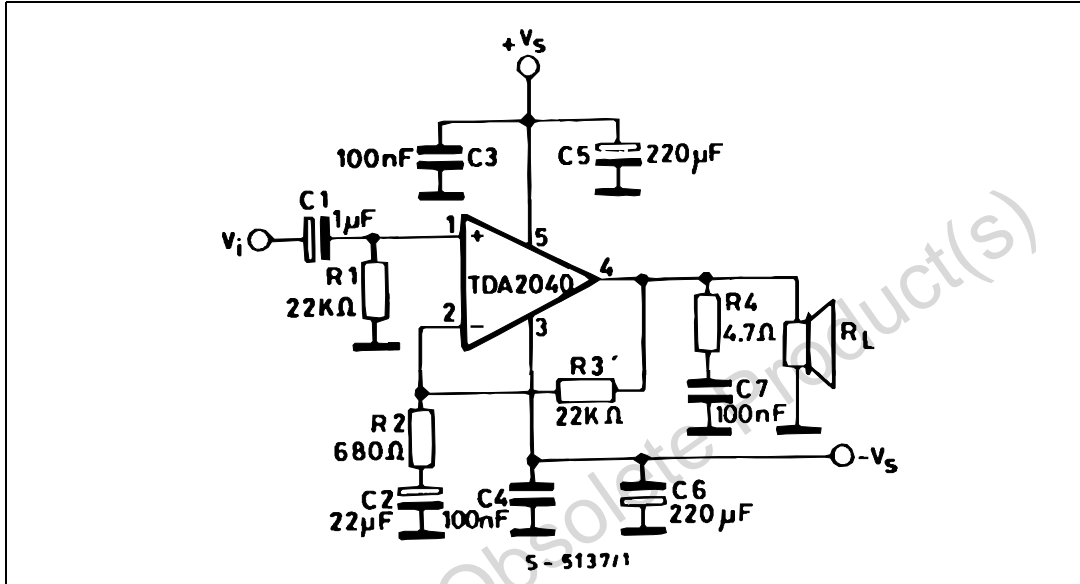 +Vs
100nF C3
C5 220µF
C1
1µF
Vi
1
+
5
R1
22KΩ
TDA2040
4
2
−
3
R4
4.7Ω
RL
R3'
22KΩ
C7
100nF
R2
680Ω
-Vs
C2
22µF
C4
100nF
C6
220µF
S-5137/1
Obsolete Product(s)